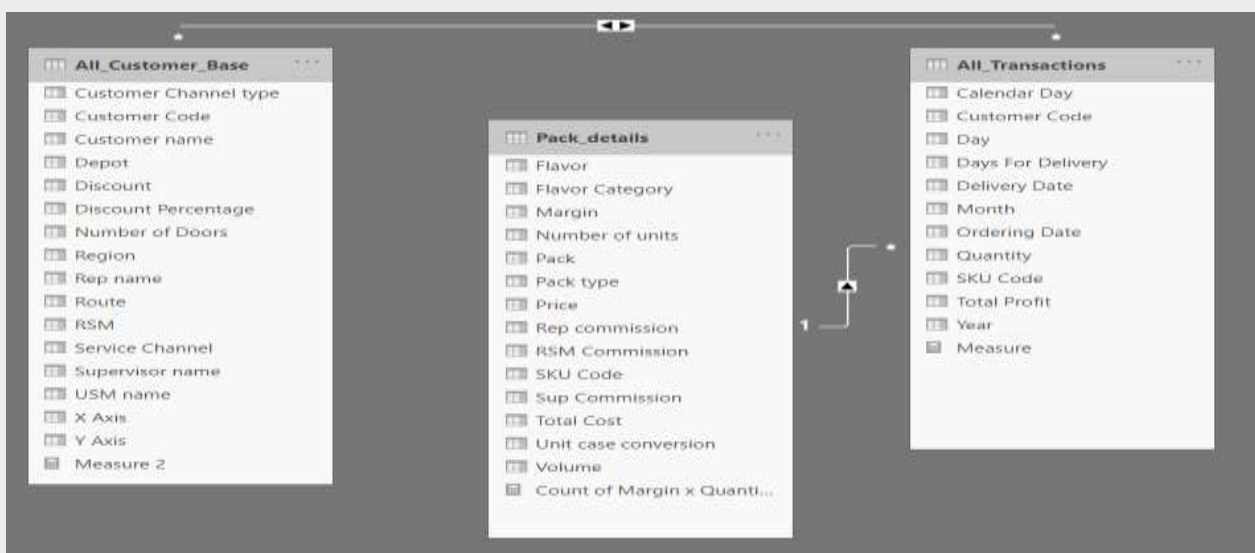 *
*
All_Customer_Base
Customer Channel type
Customer Code
Customer name
Depot
Discount
Discount Percentage
Number of Doors
Region
Rep name
Route
RSM
Service Channel
Supervisor name
USM name
X Axis
Y Axis
Measure 2
Pack_details
Flavor
Flavor Category
Margin
Number of units
Pack
Pack type
Price
Rep commission
RSM Commission
SKU Code
Sup Commission
Total Cost
Unit case conversion
Volume
Count of Margin x Quanti...
1
*
All_Transactions
Calendar Day
Customer Code
Day
Days For Delivery
Delivery Date
Month
Ordering Date
Quantity
SKU Code
Total Profit
Year
Measure